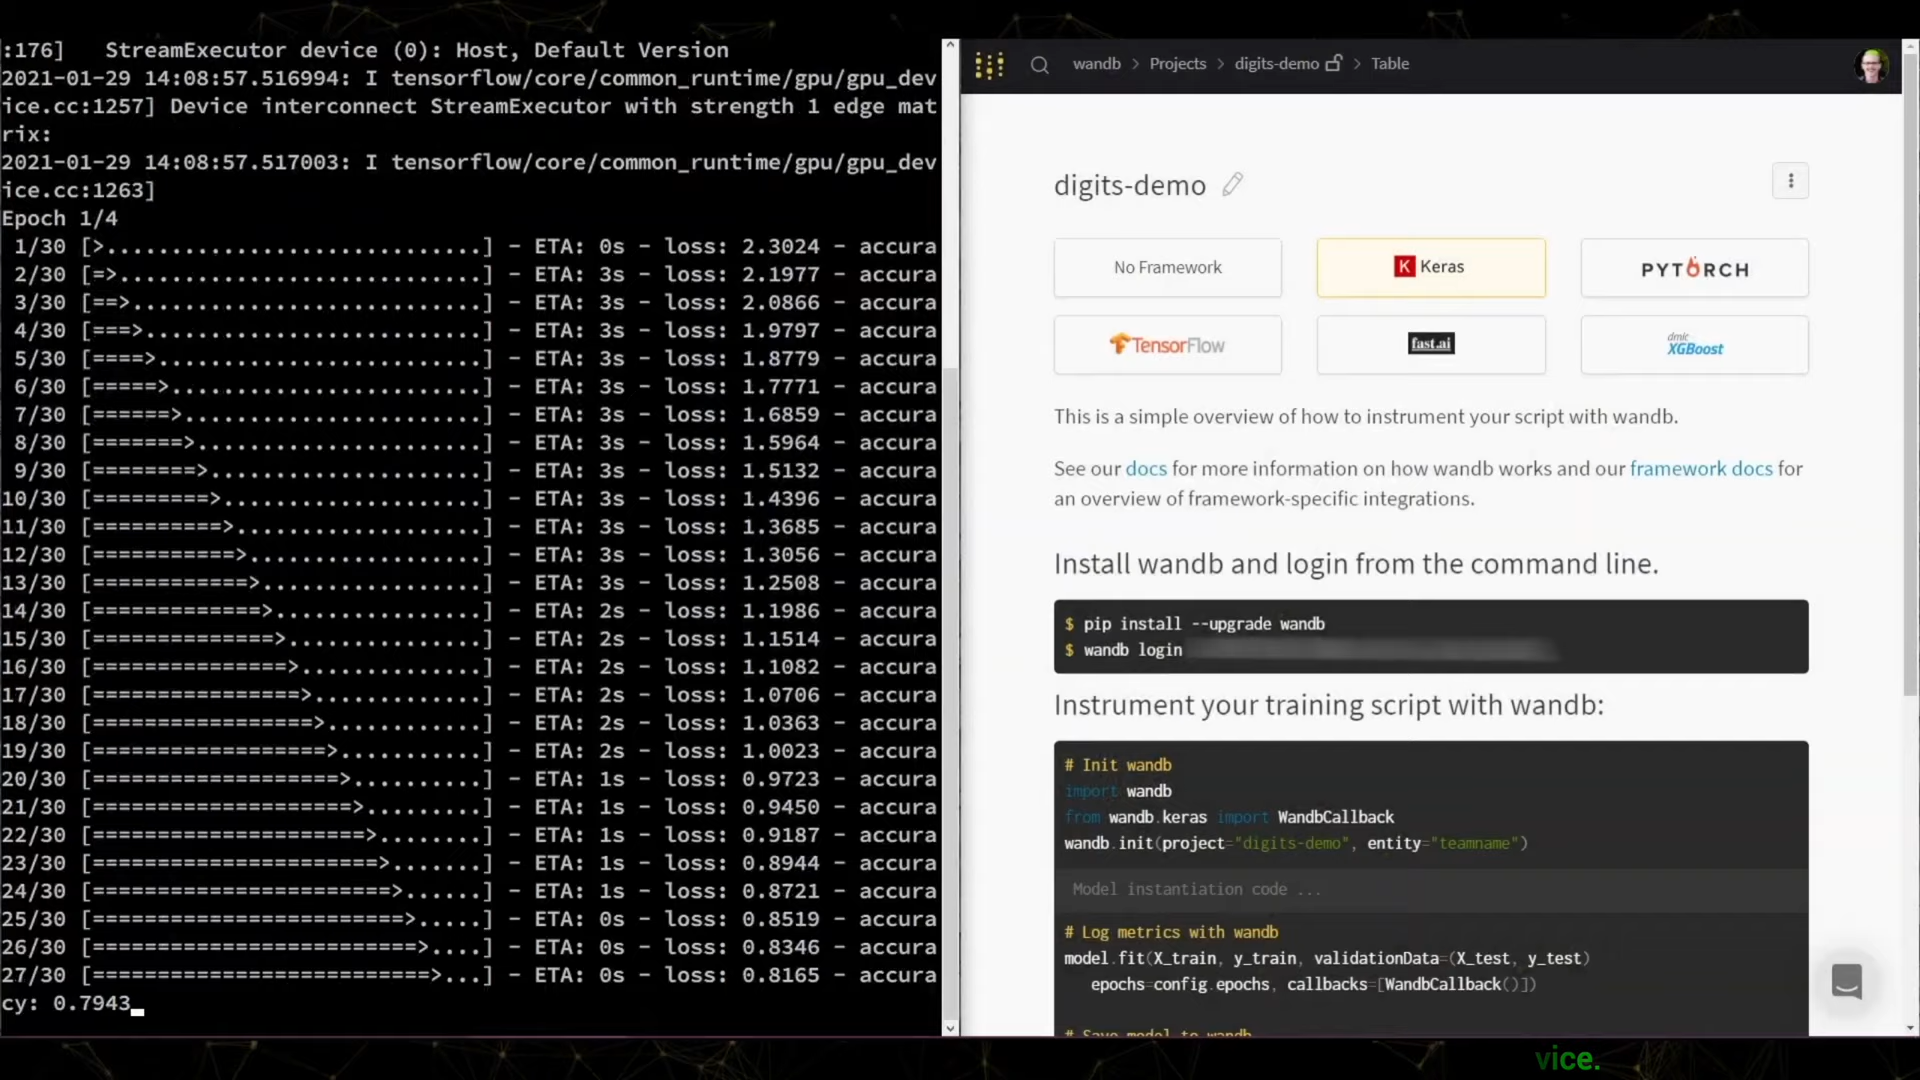 :176]   StreamExecutor device (0): Host, Default Version
2021-01-29 14:08:57.516994: I tensorflow/core/common_runtime/gpu/gpu_dev
ice.cc:1257] Device interconnect StreamExecutor with strength 1 edge mat
rix:
2021-01-29 14:08:57.517003: I tensorflow/core/common_runtime/gpu/gpu_dev
ice.cc:1263]
Epoch 1/4
 1/30 [>.............................] - ETA: 0s - loss: 2.3024 - accura
 2/30 [=>............................] - ETA: 3s - loss: 2.1977 - accura
 3/30 [==>...........................] - ETA: 3s - loss: 2.0866 - accura
 4/30 [===>..........................] - ETA: 3s - loss: 1.9797 - accura
 5/30 [====>.........................] - ETA: 3s - loss: 1.8779 - accura
 6/30 [=====>........................] - ETA: 3s - loss: 1.7771 - accura
 7/30 [======>.......................] - ETA: 3s - loss: 1.6859 - accura
 8/30 [=======>......................] - ETA: 3s - loss: 1.5964 - accura
 9/30 [========>.....................] - ETA: 3s - loss: 1.5132 - accura
10/30 [=========>....................] - ETA: 3s - loss: 1.4396 - accura
11/30 [==========>...................] - ETA: 3s - loss: 1.3685 - accura
12/30 [===========>..................] - ETA: 3s - loss: 1.3056 - accura
13/30 [============>.................] - ETA: 3s - loss: 1.2508 - accura
14/30 [=============>................] - ETA: 2s - loss: 1.1986 - accura
15/30 [==============>...............] - ETA: 2s - loss: 1.1514 - accura
16/30 [===============>..............] - ETA: 2s - loss: 1.1082 - accura
17/30 [================>.............] - ETA: 2s - loss: 1.0706 - accura
18/30 [=================>............] - ETA: 2s - loss: 1.0363 - accura
19/30 [==================>...........] - ETA: 2s - loss: 1.0023 - accura
20/30 [===================>..........] - ETA: 1s - loss: 0.9723 - accura
21/30 [====================>.........] - ETA: 1s - loss: 0.9450 - accura
22/30 [=====================>........] - ETA: 1s - loss: 0.9187 - accura
23/30 [======================>.......] - ETA: 1s - loss: 0.8944 - accura
24/30 [=======================>......] - ETA: 1s - loss: 0.8721 - accura
25/30 [========================>.....] - ETA: 0s - loss: 0.8519 - accura
26/30 [=========================>....] - ETA: 0s - loss: 0.8346 - accura
27/30 [==========================>...] - ETA: 0s - loss: 0.8165 - accura
cy: 0.7943
wandb > Projects > digits-demo > Table
digits-demo
No Framework
K Keras
PYTORCH
TensorFlow
fast.ai
dmlc
XGBoost
This is a simple overview of how to instrument your script with wandb.
See our docs for more information on how wandb works and our framework docs for
an overview of framework-specific integrations.
Install wandb and login from the command line.
$ pip install --upgrade wandb
$ wandb login
Instrument your training script with wandb:
# Init wandb
import wandb
from wandb.keras import WandbCallback
wandb.init(project="digits-demo", entity="teamname")
Model instantiation code ...
# Log metrics with wandb
model.fit(X_train, y_train, validationData=(X_test, y_test)
epochs=config.epochs, callbacks=[WandbCallback()])
# Save model to wandb
vice.